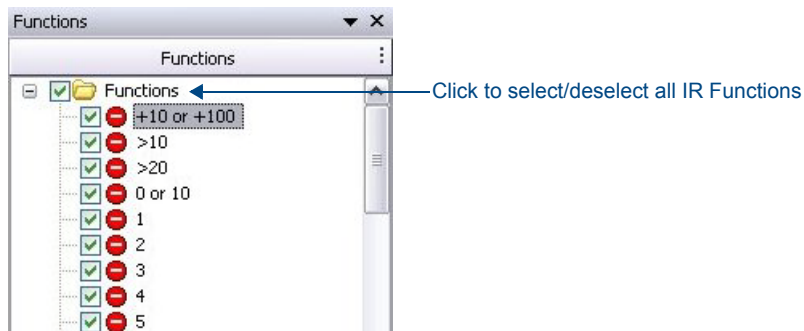 Functions
Functions
Functions
Click to select/deselect all IR Functions
+10 or +100
>10
>20
0 or 10
1
2
3
4
5